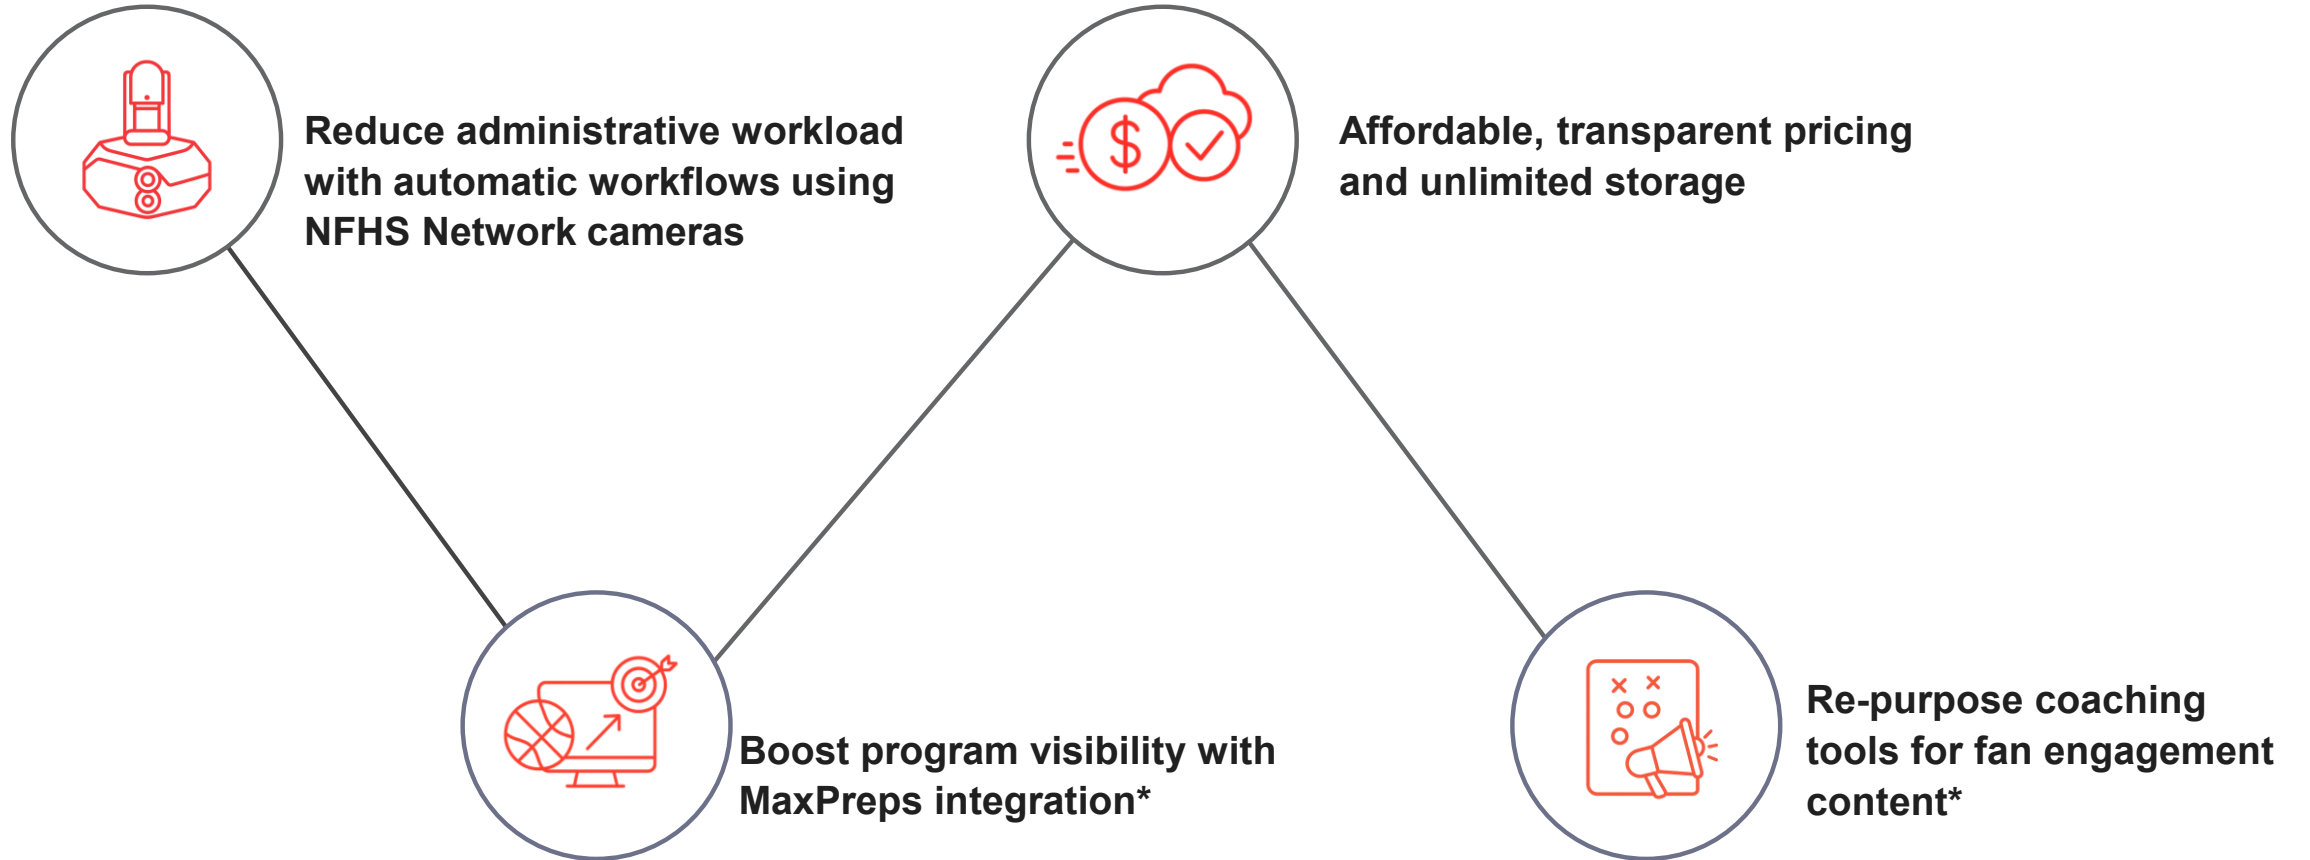 Reduce administrative workload
with automatic workflows using
NFHS Network cameras
Boost program visibility with
MaxPreps integration*
$
Affordable, transparent pricing
and unlimited storage
Re-purpose coaching
tools for fan engagement
content*